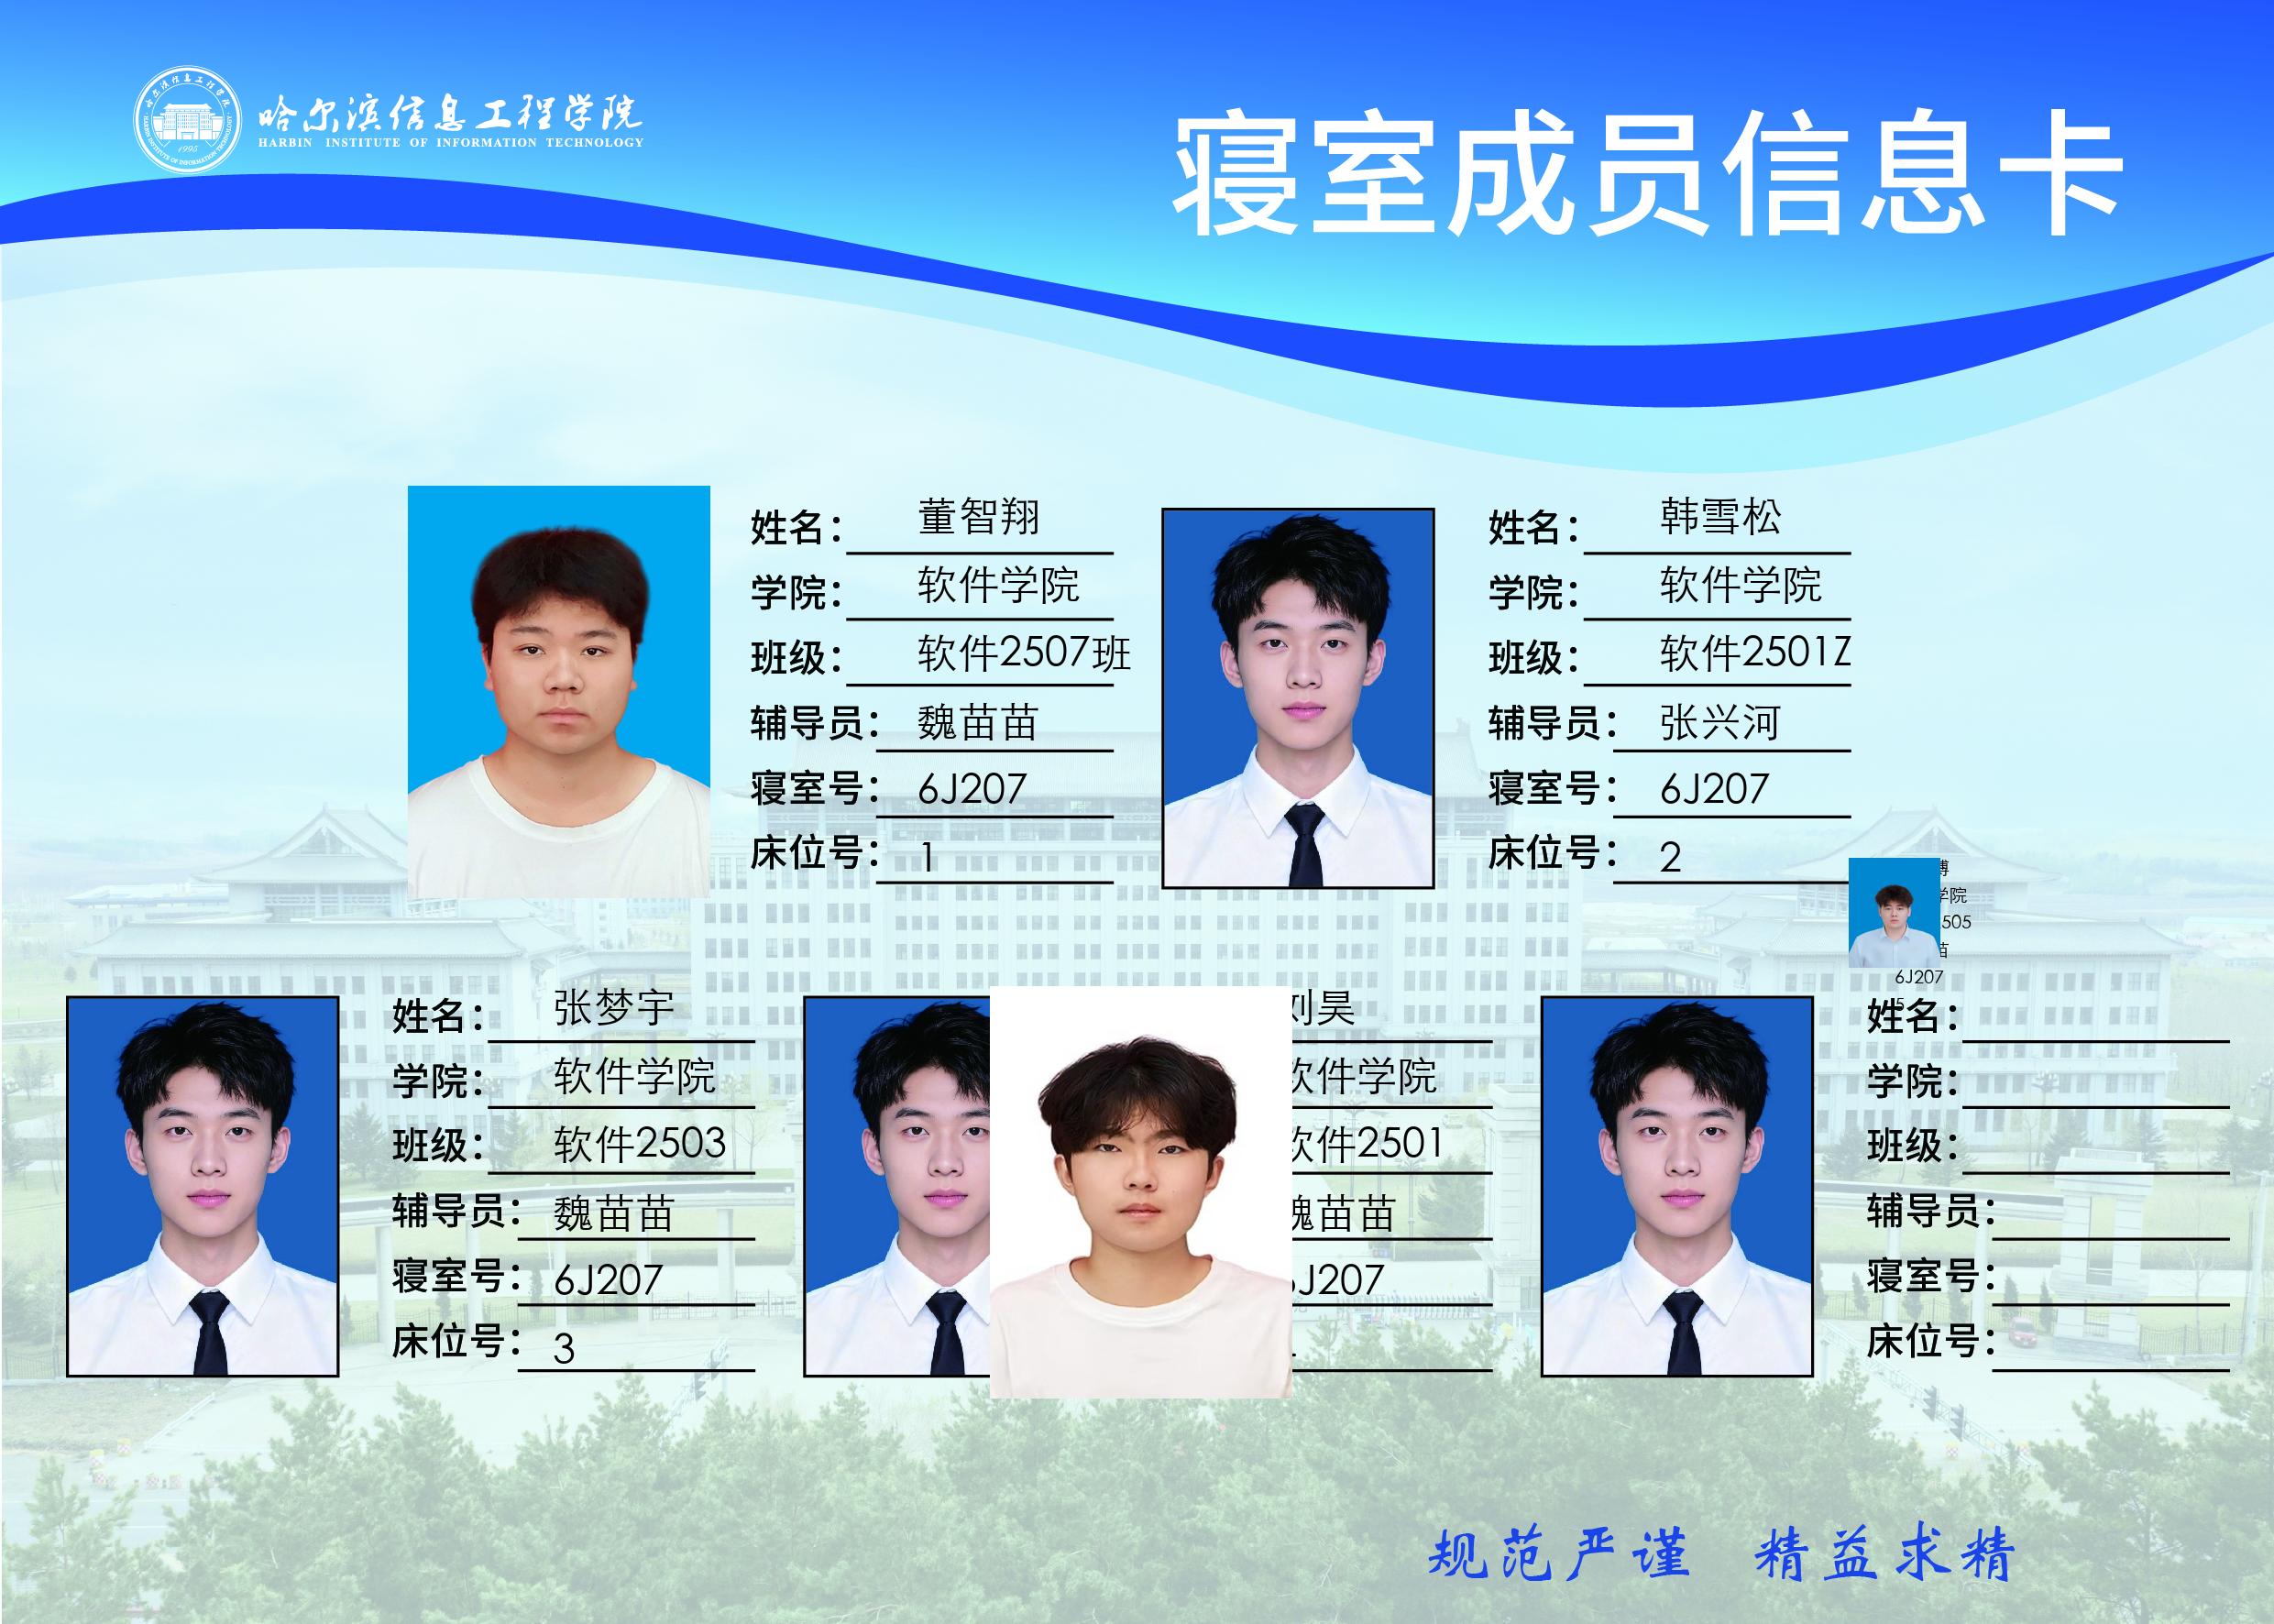 哈尔滨信息工程学院
HARBIN INSTITUTE OF INFORMATION TECHNOLOGY
1995
寝室成员信息卡
姓名: 董智翔
学院: 软件学院
班级: 软件2507班
辅导员: 魏苗苗
寝室号: 6J207
床位号: 1
姓名: 韩雪松
学院: 软件学院
班级: 软件2501Z
辅导员: 张兴河
寝室号: 6J207
床位号: 2
学院
505
苗
6J207
姓名: 张梦宇
学院: 软件学院
班级: 软件2503
辅导员: 魏苗苗
寝室号: 6J207
床位号: 3
刘昊
软件学院
软件2501
魏苗苗
J207
姓名:
学院:
班级:
辅导员:
寝室号:
床位号:
规范严谨 精益求精